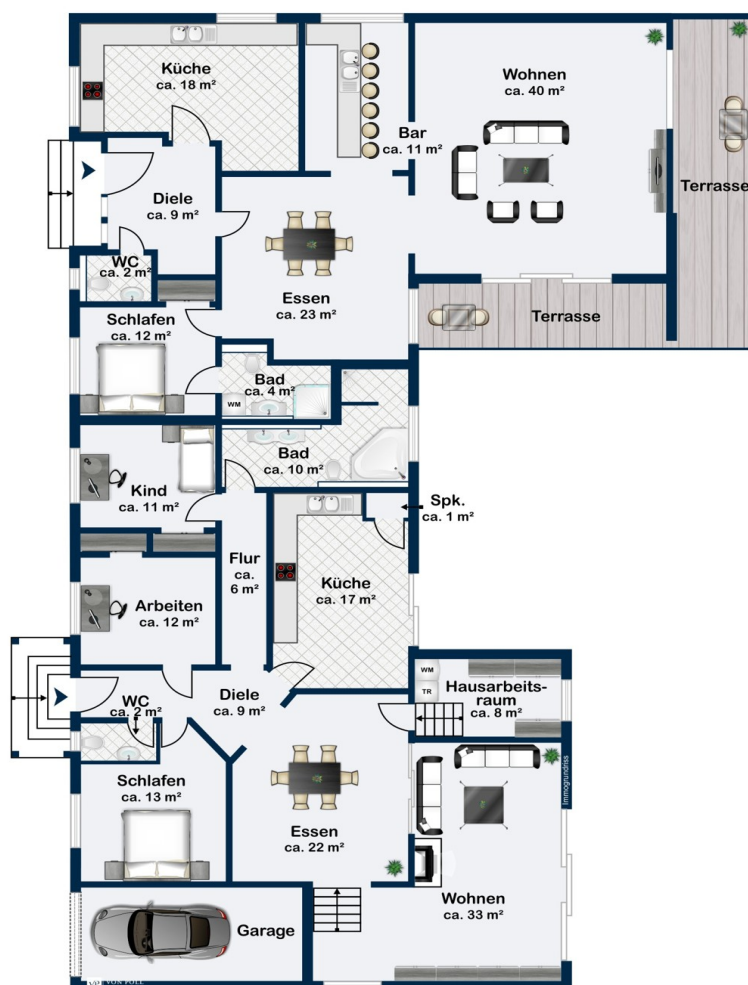 Küche
ca. 18 m²
Wohnen
ca. 40 m²
Bar
ca. 11 m²
Terrasse
Diele
ca. 9 m²
WC
ca. 2 m²
Essen
ca. 23 m²
Terrasse
Schlafen
ca. 12 m²
Bad
ca. 4 m²
WM
Bad
ca. 10 m²
Kind
ca. 11 m²
Spk.
ca. 1 m²
Flur
ca.
6 m²
Küche
ca. 17 m²
Arbeiten
ca. 12 m²
WM
TR
Hausarbeits-
raum
ca. 8 m²
Diele
ca. 9 m²
WC
ca. 2 m²
Schlafen
ca. 13 m²
Essen
ca. 22 m²
Immogrundriss
Wohnen
ca. 33 m²
Garage
VON POLL